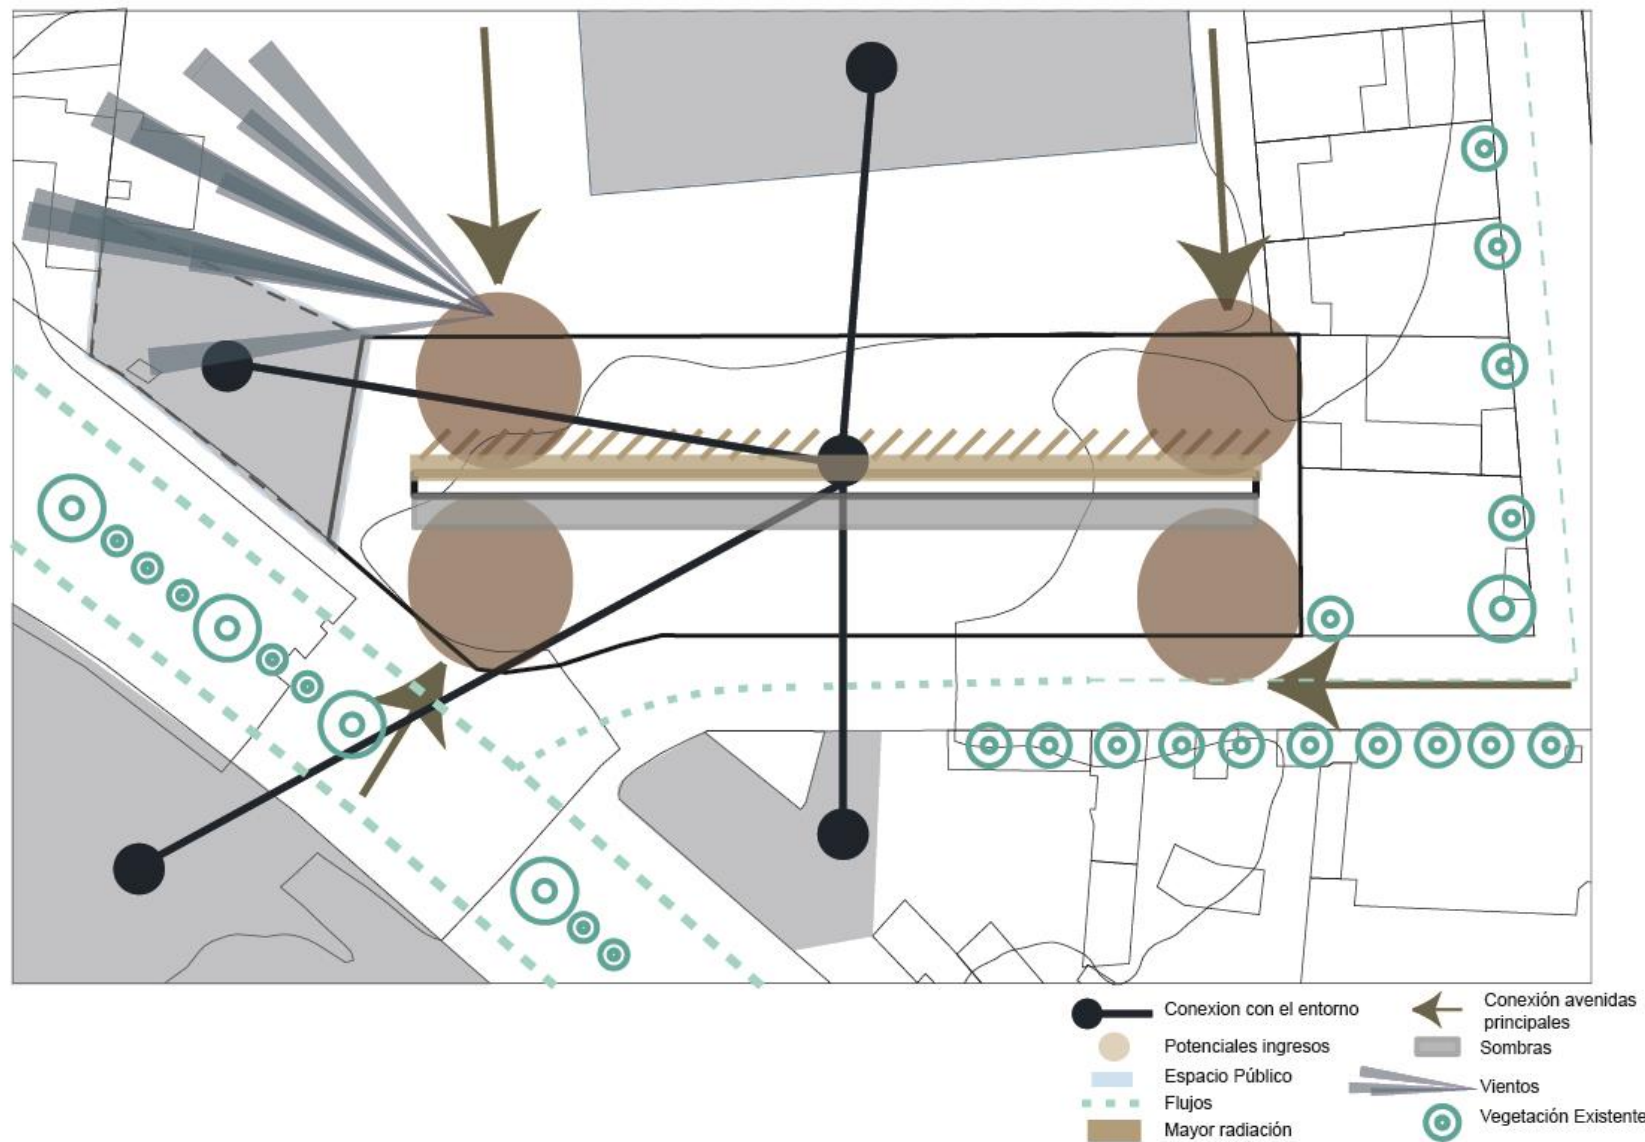 Conexion con el entorno
Potenciales ingresos
Espacio Público
Flujos
Mayor radiación
Conexión avenidas
principales
Sombras
Vientos
Vegetación Existente